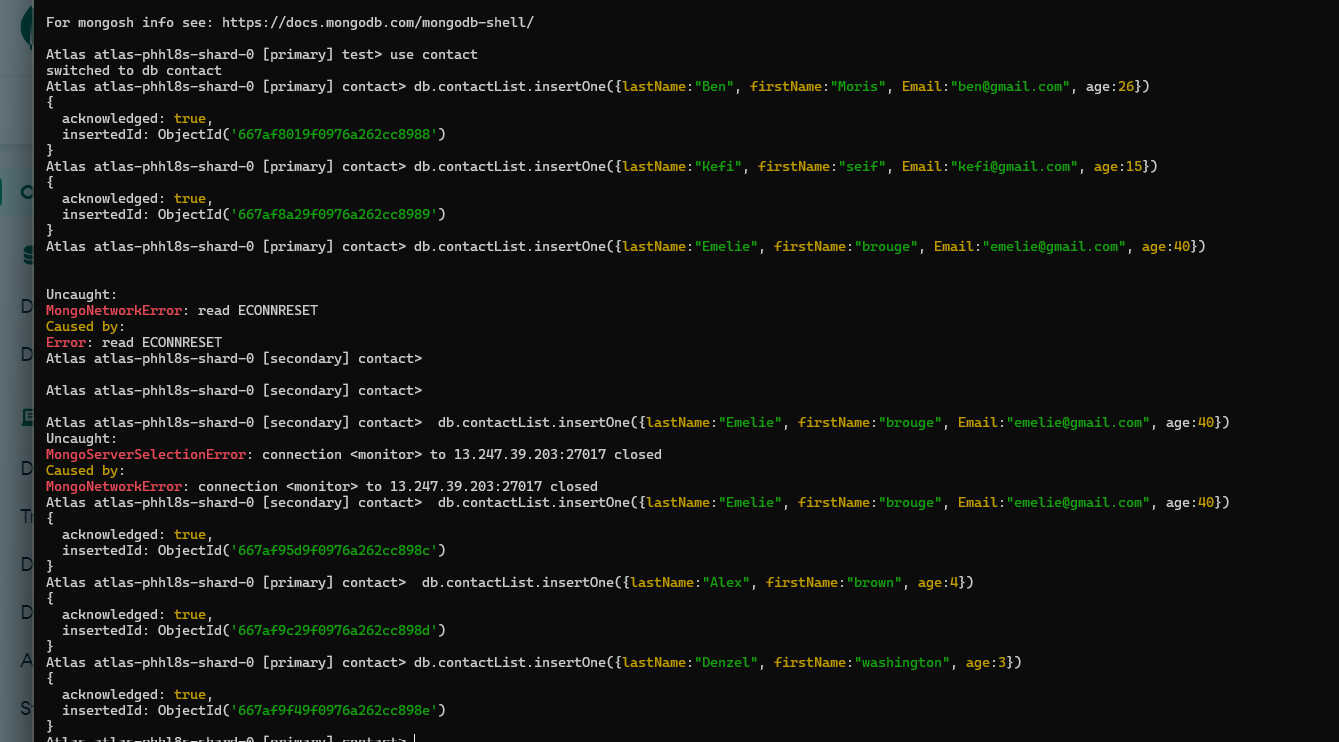 For mongosh info see: https://docs.mongodb.com/mongodb-shell/
Atlas atlas-phhl8s-shard-0 [primary] test> use contact
switched to db contact
Atlas atlas-phhl8s-shard-0 [primary] contact> db.contactList.insertOne({lastName:"Ben", firstName:"Moris", Email:"ben@gmail.com", age:26})
{
  acknowledged: true,
  insertedId: ObjectId('667af8019f0976a262cc8988')
}
Atlas atlas-phhl8s-shard-0 [primary] contact> db.contactList.insertOne({lastName:"Kefi", firstName:"seif", Email:"kefi@gmail.com", age:15})
{
  acknowledged: true,
  insertedId: ObjectId('667af8a29f0976a262cc8989')
}
Atlas atlas-phhl8s-shard-0 [primary] contact> db.contactList.insertOne({lastName:"Emelie", firstName:"brouge", Email:"emelie@gmail.com", age:40})
Uncaught:
MongoNetworkError: read ECONNRESET
Caused by:
Error: read ECONNRESET
Atlas atlas-phhl8s-shard-0 [secondary] contact>
Atlas atlas-phhl8s-shard-0 [secondary] contact>
Atlas atlas-phhl8s-shard-0 [secondary] contact>  db.contactList.insertOne({lastName:"Emelie", firstName:"brouge", Email:"emelie@gmail.com", age:40})
Uncaught:
MongoServerSelectionError: connection <monitor> to 13.247.39.203:27017 closed
Caused by:
MongoNetworkError: connection <monitor> to 13.247.39.203:27017 closed
Atlas atlas-phhl8s-shard-0 [secondary] contact>  db.contactList.insertOne({lastName:"Emelie", firstName:"brouge", Email:"emelie@gmail.com", age:40})
{
  acknowledged: true,
  insertedId: ObjectId('667af95d9f0976a262cc898c')
}
Atlas atlas-phhl8s-shard-0 [primary] contact>  db.contactList.insertOne({lastName:"Alex", firstName:"brown", age:4})
{
  acknowledged: true,
  insertedId: ObjectId('667af9c29f0976a262cc898d')
}
Atlas atlas-phhl8s-shard-0 [primary] contact> db.contactList.insertOne({lastName:"Denzel", firstName:"washington", age:3})
{
  acknowledged: true,
  insertedId: ObjectId('667af9f49f0976a262cc898e')
}
Atlas atlas-phhl8s-shard-0 [primary] contact>